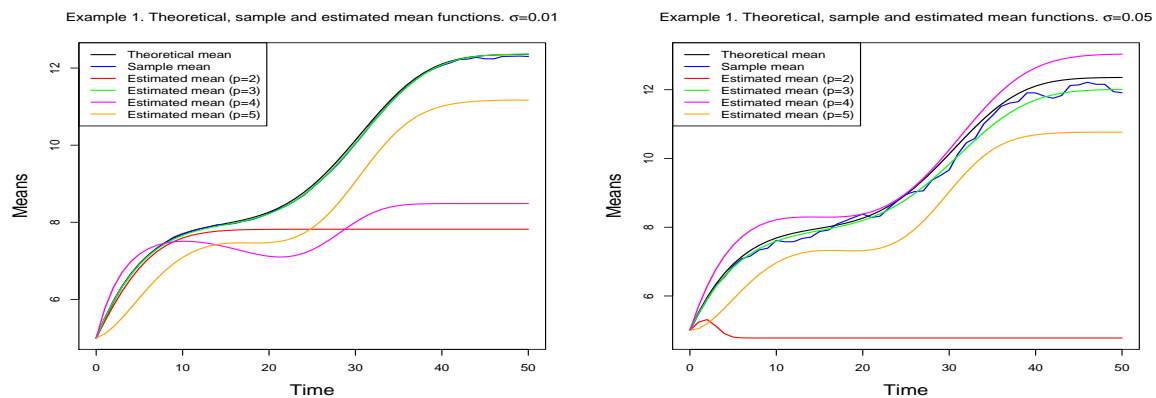 Example 1. Theoretical, sample and estimated mean functions. σ=0.01
Theoretical mean
Sample mean
Estimated mean (p=2)
Estimated mean (p=3)
Estimated mean (p=4)
Estimated mean (p=5)
Means
12
10
8
6
0 10 20 30 40 50
Time
Example 1. Theoretical, sample and estimated mean functions. σ=0.05
Theoretical mean
Sample mean
Estimated mean (p=2)
Estimated mean (p=3)
Estimated mean (p=4)
Estimated mean (p=5)
Means
12
10
8
6
0 10 20 30 40 50
Time